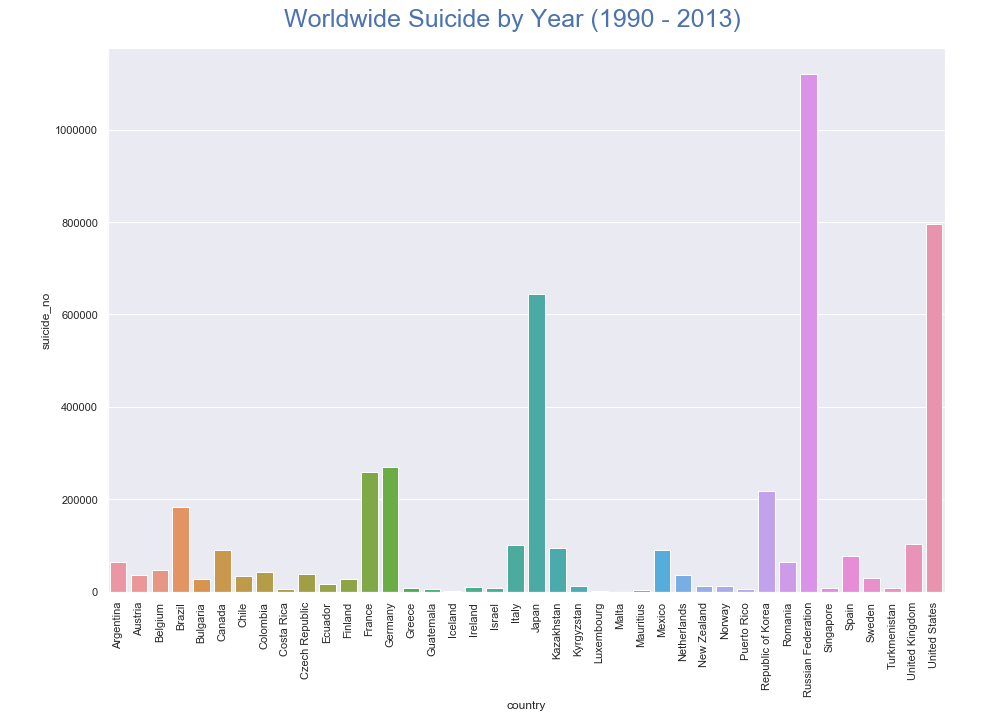 Worldwide Suicide by Year (1990 - 2013)
suicide_no
1000000
800000
600000
400000
200000
0
Argentina
Austria
Belgium
Brazil
Bulgaria
Canada
Chile
Colombia
Costa Rica
Czech Republic
Ecuador
Finland
France
Germany
Greece
Guatemala
Iceland
Ireland
Israel
Italy
Japan
Kazakhstan
Kyrgyzstan
Luxembourg
Malta
Mauritius
Mexico
Netherlands
New Zealand
Norway
Puerto Rico
Republic of Korea
Romania
Russian Federation
Singapore
Spain
Sweden
Turkmenistan
United Kingdom
United States
country